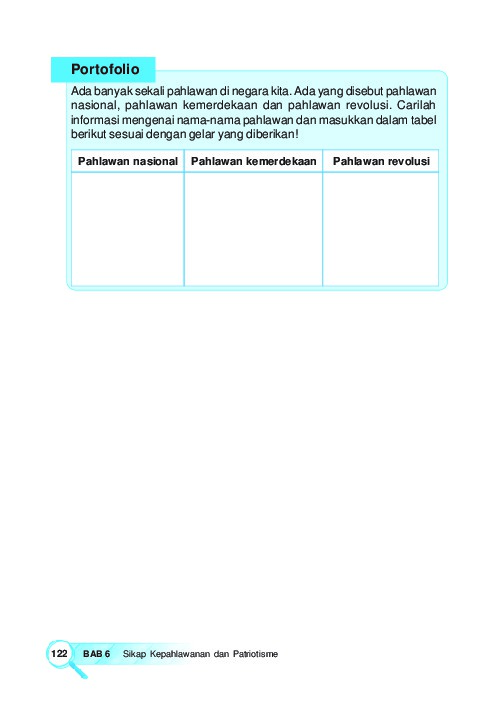 Portofolio
Ada banyak sekali pahlawan di negara kita. Ada yang disebut pahlawan
nasional, pahlawan kemerdekaan dan pahlawan revolusi. Carilah
informasi mengenai nama-nama pahlawan dan masukkan dalam tabel
berikut sesuai dengan gelar yang diberikan!
Pahlawan nasional Pahlawan kemerdekaan Pahlawan revolusi
122 BAB 6 Sikap Kepahlawanan dan Patriotisme